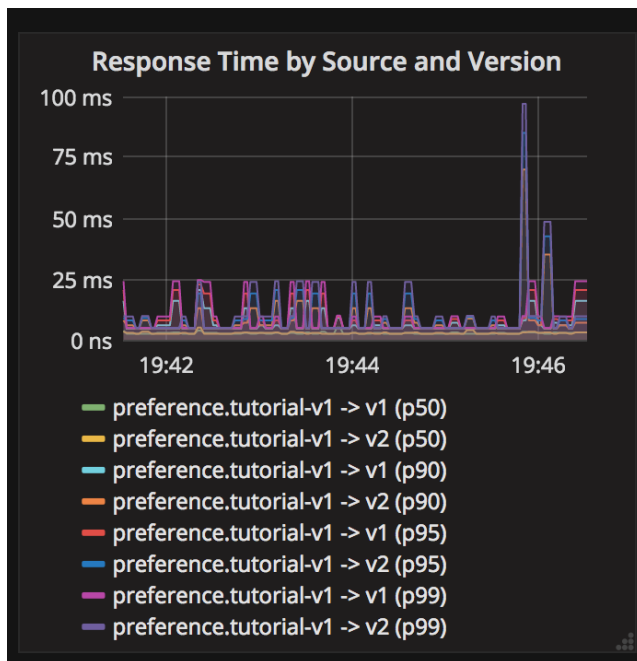 Response Time by Source and Version
100 ms
75 ms
50 ms
25 ms
0 ns
19:42 19:44 19:46
preference.tutorial-v1 -> v1 (p50)
preference.tutorial-v1 -> v2 (p50)
preference.tutorial-v1 -> v1 (p90)
preference.tutorial-v1 -> v2 (p90)
preference.tutorial-v1 -> v1 (p95)
preference.tutorial-v1 -> v2 (p95)
preference.tutorial-v1 -> v1 (p99)
preference.tutorial-v1 -> v2 (p99)